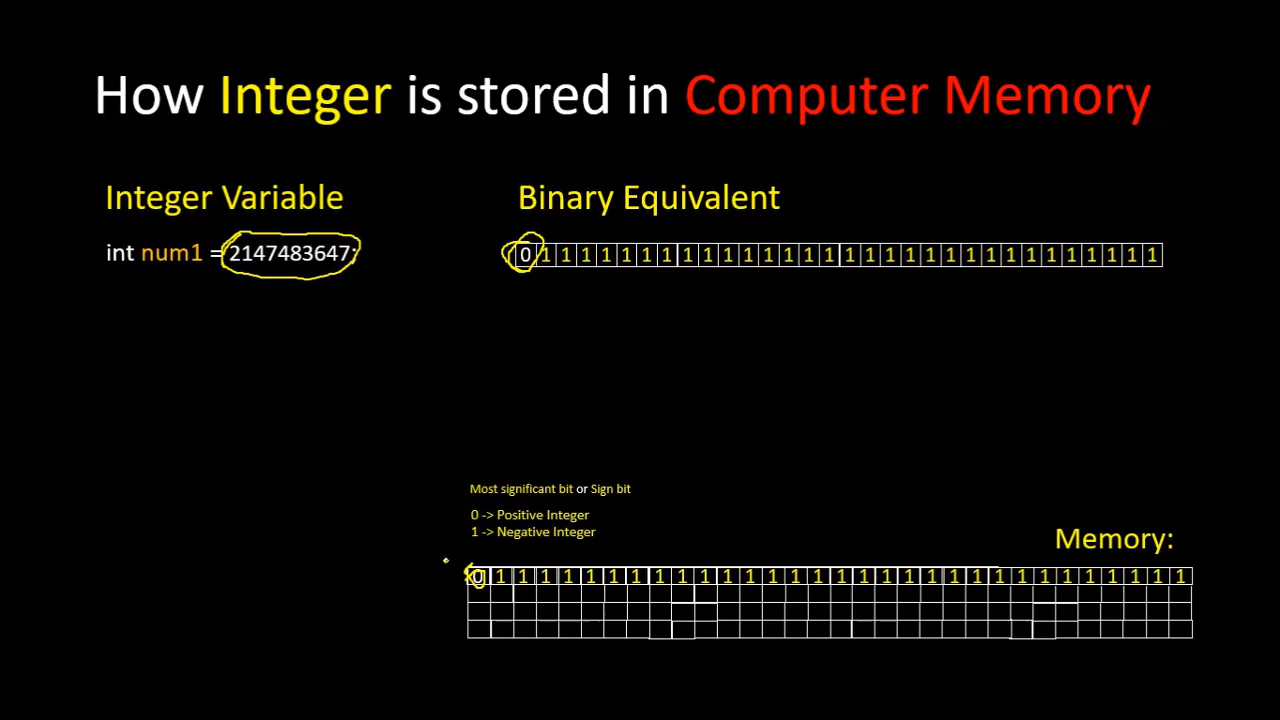 How Integer is stored in Computer Memory
Integer Variable
Binary Equivalent
int num1 = 2147483647;
0 1 1 1 1 1 1 1 1 1 1 1 1 1 1 1 1 1 1 1 1 1 1 1 1 1 1 1 1 1 1 1
Most significant bit or Sign bit
0 -> Positive Integer
1 -> Negative Integer
Memory:
0 1 1 1 1 1 1 1 1 1 1 1 1 1 1 1 1 1 1 1 1 1 1 1 1 1 1 1 1 1 1 1